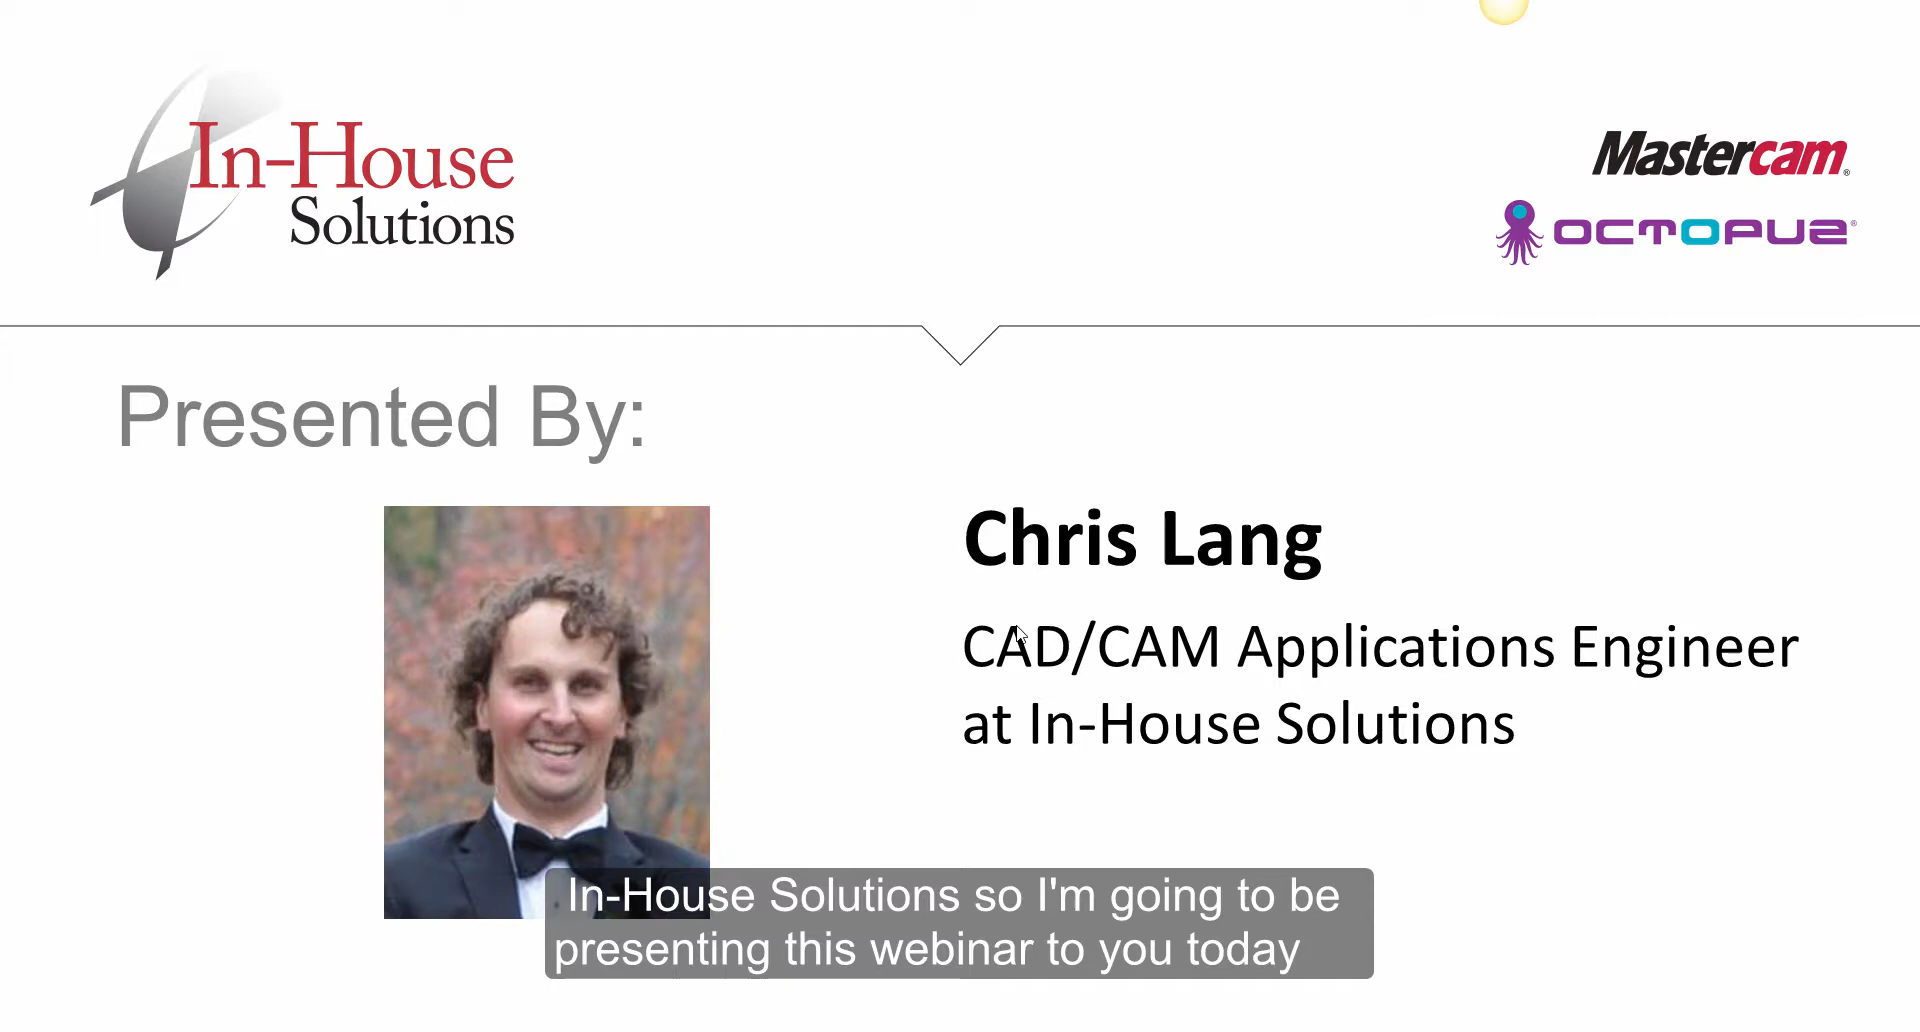 In-House
Solutions
Mastercam®
OCTOPUZ®
Presented By:
Chris Lang
CAD/CAM Applications Engineer
at In-House Solutions
In-House Solutions so I'm going to be
presenting this webinar to you today